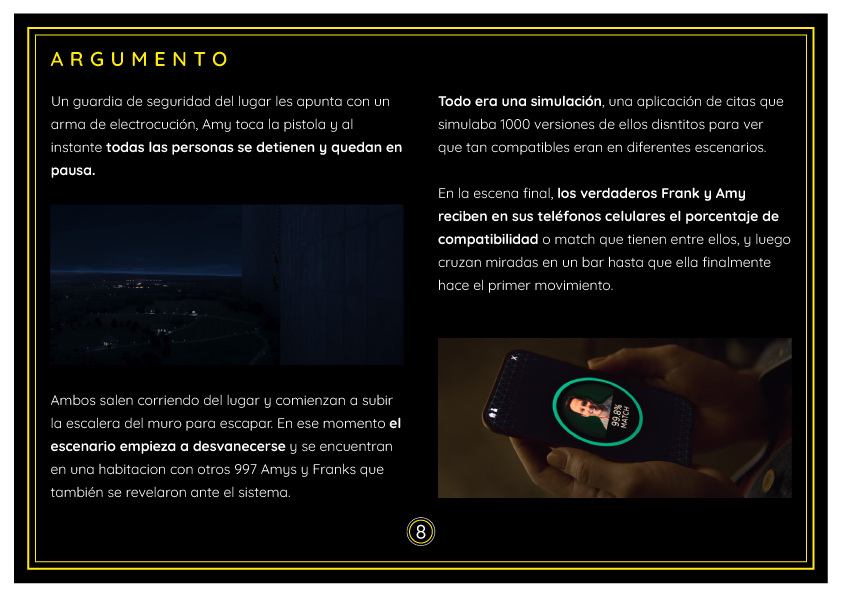 ARGUMENTO
Un guardia de seguridad del lugar les apunta con un
arma de electrocución, Amy toca la pistola y al
instante todas las personas se detienen y quedan en
pausa.
Ambos salen corriendo del lugar y comienzan a subir
la escalera del muro para escapar. En ese momento el
escenario empieza a desvanecerse y se encuentran
en una habitacion con otros 997 Amys y Franks que
también se revelaron ante el sistema.
Todo era una simulación, una aplicación de citas que
simulaba 1000 versiones de ellos disntitos para ver
que tan compatibles eran en diferentes escenarios.
En la escena final, los verdaderos Frank y Amy
reciben en sus teléfonos celulares el porcentaje de
compatibilidad o match que tienen entre ellos, y luego
cruzan miradas en un bar hasta que ella finalmente
hace el primer movimiento.
99.8%
MATCH
8